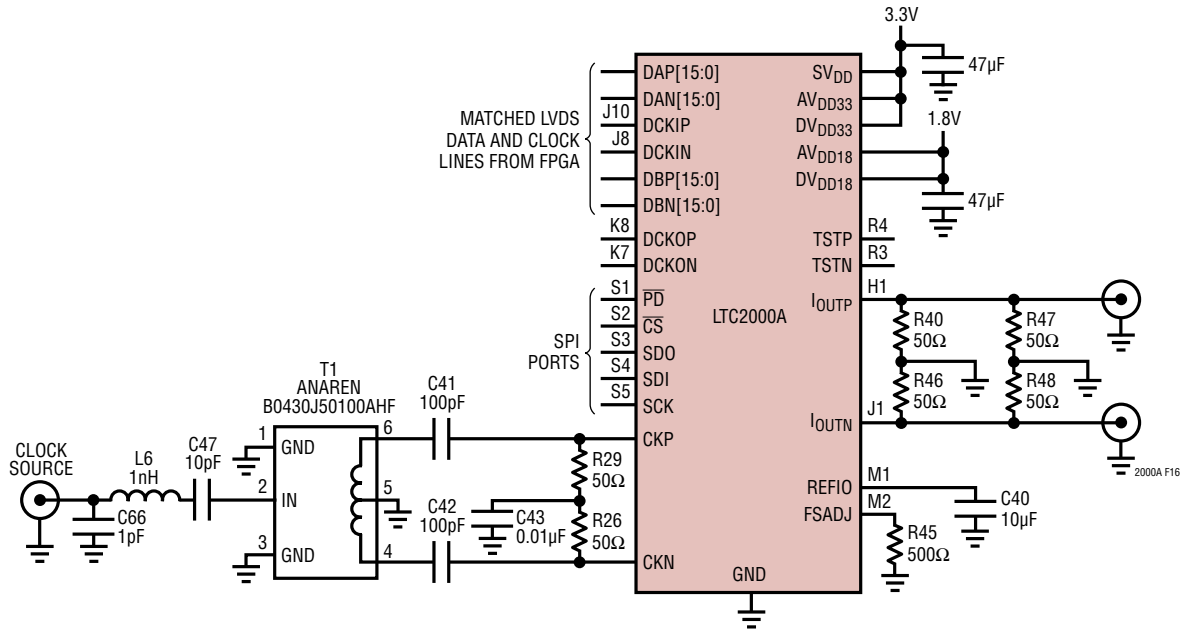 3.3V
47µF
1.8V
47µF
MATCHED LVDS
DATA AND CLOCK
LINES FROM FPGA
DAP[15:0]
DAN[15:0]
J10
DCKIP
J8
DCKIN
DBP[15:0]
DBN[15:0]
K8
DCKOP
K7
DCKON
SPI
PORTS
S1
PD
S2
CS
S3
SDO
S4
SDI
S5
SCK
CKP
CKN
LTC2000A
GND
SVDD
AVDD33
DVDD33
AVDD18
DVDD18
TSTP
R4
TSTN
R3
IOUTP
H1
IOUTN
J1
REFIO
M1
FSADJ
M2
R40
50Ω
R46
50Ω
R47
50Ω
R48
50Ω
C40
10µF
R45
500Ω
2000A F16
CLOCK
SOURCE
C66
1pF
L6
1nH
C47
10pF
T1
ANAREN
B0430J50100AHF
1
GND
2
IN
3
GND
6
5
4
C41
100pF
C42
100pF
C43
0.01µF
R29
50Ω
R26
50Ω